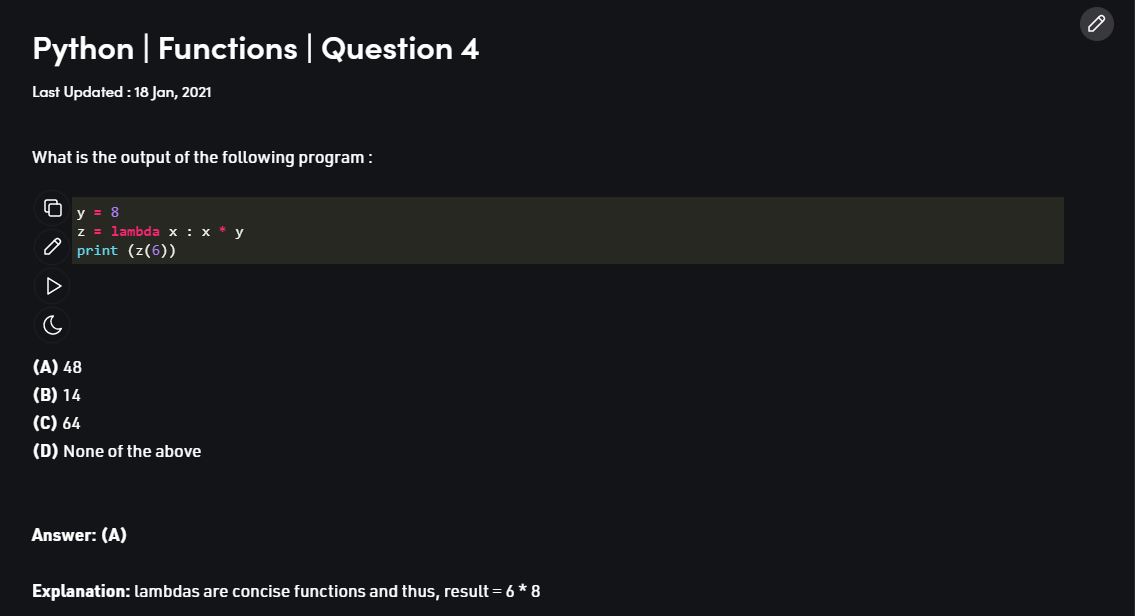 Python | Functions | Question 4
Last Updated : 18 Jan, 2021
What is the output of the following program :
y = 8
z = lambda x : x * y
print (z(6))
(A) 48
(B) 14
(C) 64
(D) None of the above
Answer: (A)
Explanation: lambdas are concise functions and thus, result = 6 * 8